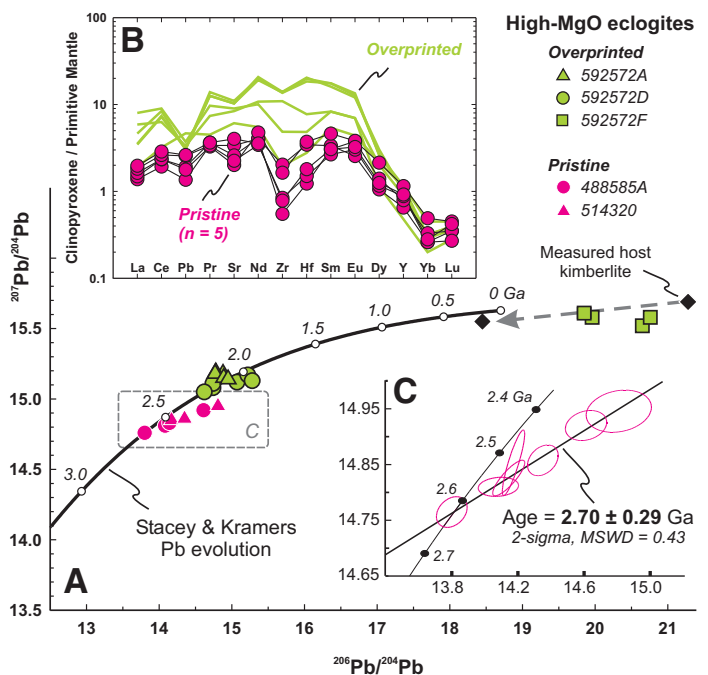 B
Clinopyroxene / Primitive Mantle
100
10
1
0.1
Overprinted
Pristine
(n = 5)
La Ce Pb Pr Sr Nd Zr Hf Sm Eu Dy Y Yb Lu
High-MgO eclogites
Overprinted
592572A
592572D
592572F
Pristine
488585A
514320
207Pb/204Pb
15.5
15.0
14.5
14.0
13.5
Measured host
kimberlite
0 Ga
0.5
1.0
1.5
2.0
2.5
3.0
C
Stacey & Kramers
Pb evolution
A
C
14.95
14.85
14.75
14.65
2.4 Ga
2.5
2.6
2.7
Age = 2.70 ± 0.29 Ga
2-sigma, MSWD = 0.43
13.8 14.2 14.6 15.0
13 14 15 16 17 18 19 20 21
206Pb/204Pb